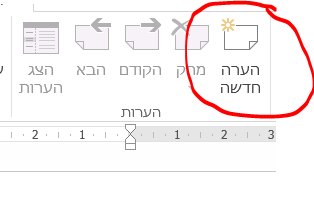 הערה חדשה
מחק
הקודם
הבא
הצג הערות
הערות
3 2 1 1 2